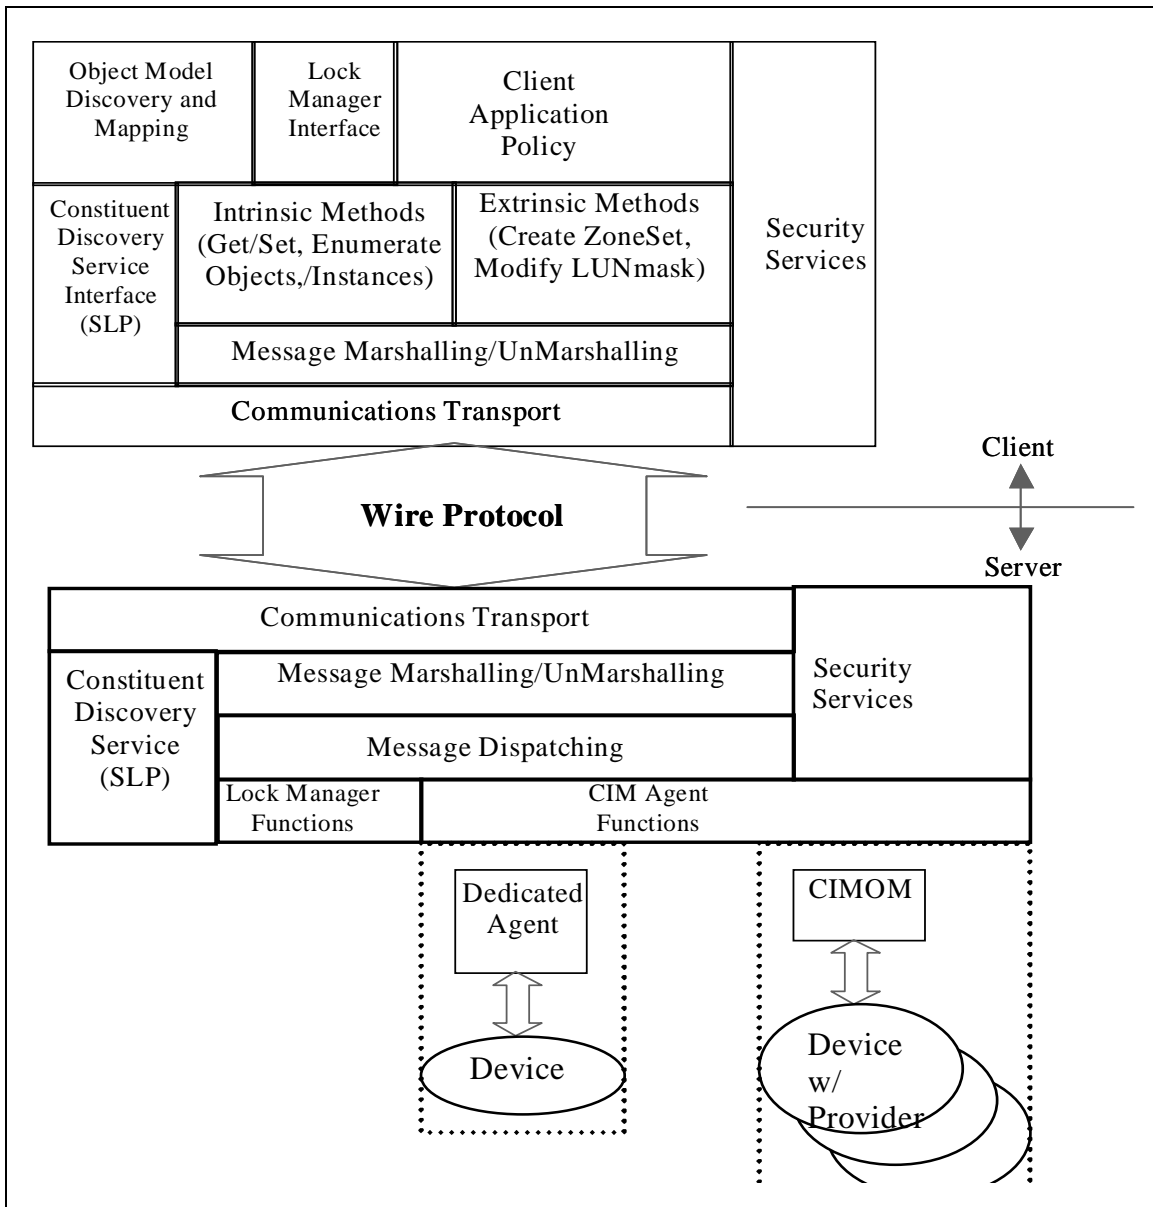 Object Model
Discovery and
Mapping
Lock
Manager
Interface
Client
Application
Policy
Constituent
Discovery
Service
Interface
(SLP)
Intrinsic Methods
(Get/Set, Enumerate
Objects,/Instances)
Extrinsic Methods
(Create ZoneSet,
Modify LUNmask)
Security
Services
Message Marshalling/UnMarshalling
Communications Transport
Client
Wire Protocol
Server
Communications Transport
Constituent
Discovery
Service
(SLP)
Message Marshalling/UnMarshalling
Security
Services
Message Dispatching
Lock Manager
Functions
CIM Agent
Functions
Dedicated
Agent
CIMOM
Device
Device
w/
Provider